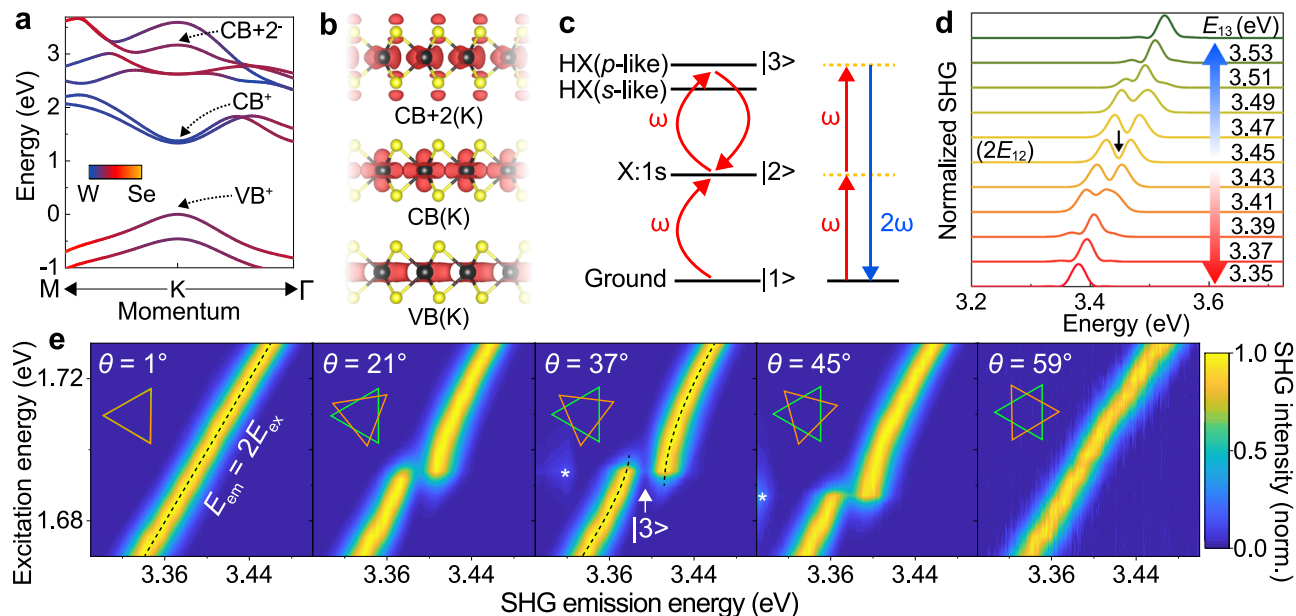 a
Energy (eV)
3
2
1
0
-1
CB+2⁻
CB⁺
W Se
VB⁺
M K Γ
Momentum
b
CB+2(K)
CB(K)
VB(K)
c
HX(p-like) |3>
HX(s-like)
ω
X:1s |2>
ω
Ground |1>
ω
ω
2ω
d
Normalized SHG
E₁₃ (eV)
3.53
3.51
3.49
3.47
3.45
(2E₁₂)
3.43
3.41
3.39
3.37
3.35
3.2 3.4 3.6
Energy (eV)
e
Excitation energy (eV)
1.72
1.68
θ = 1°
E_em = 2E_ex
θ = 21°
θ = 37°
*
|3>
θ = 45°
*
θ = 59°
3.36 3.44 3.36 3.44 3.36 3.44 3.36 3.44 3.36 3.44
SHG emission energy (eV)
1.0
0.5
0.0
SHG intensity (norm.)